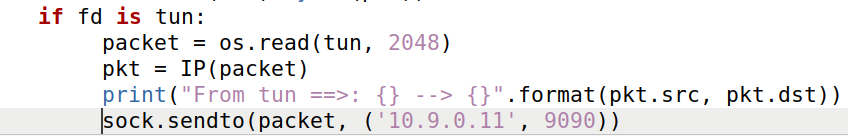 if fd is tun:
packet = os.read(tun, 2048)
pkt = IP(packet)
print("From tun ==>: {} --> {}".format(pkt.src, pkt.dst))
sock.sendto(packet, ('10.9.0.11', 9090))